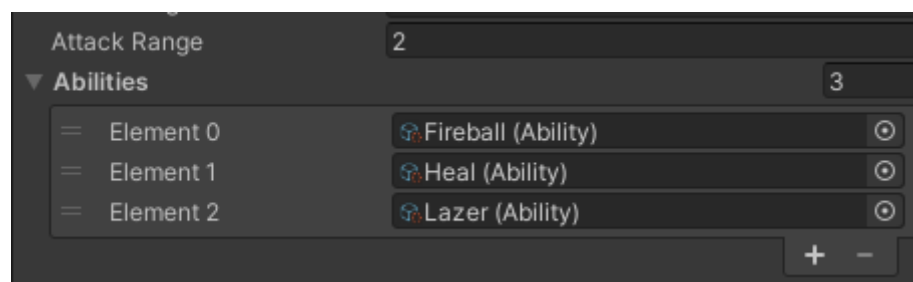 Attack Range 2
Abilities 3
Element 0 Fireball (Ability)
Element 1 Heal (Ability)
Element 2 Lazer (Ability)
+ -